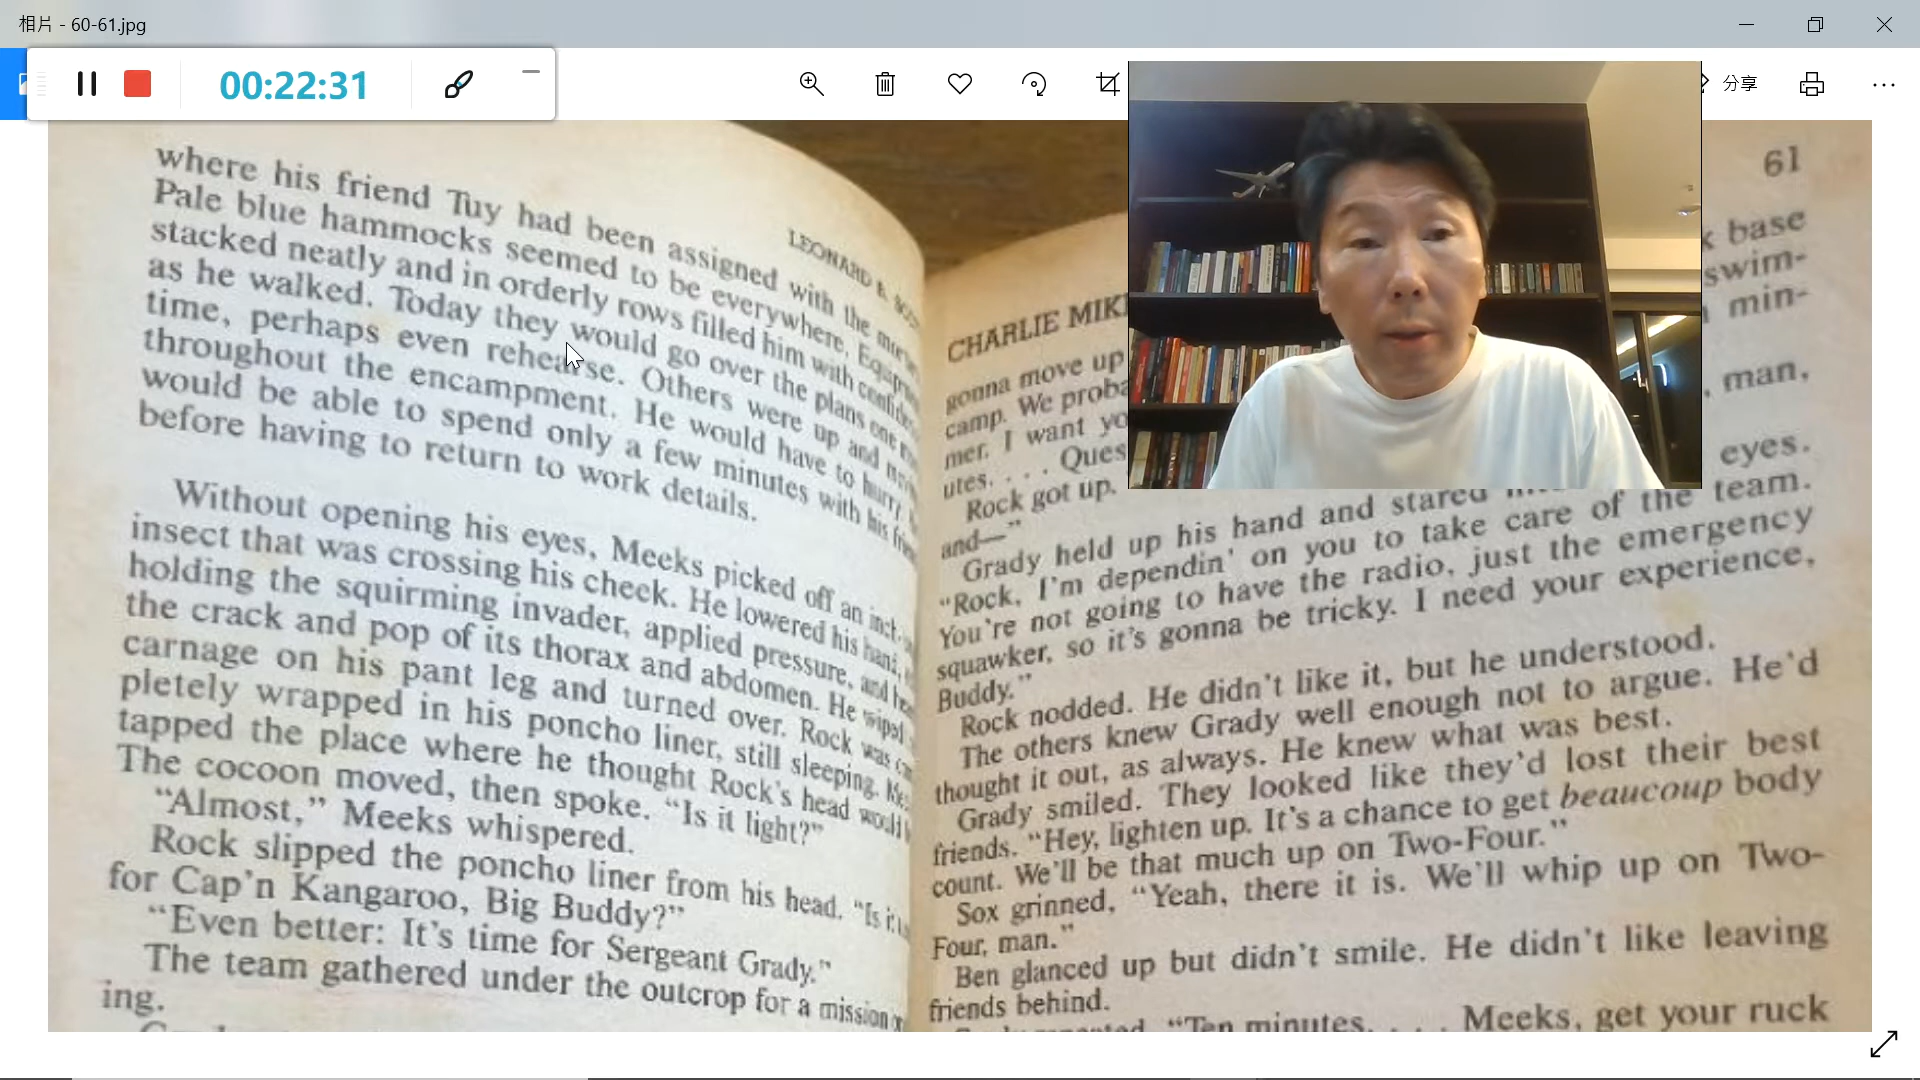 相片 - 60-61.jpg
00:22:31
分享
LEONARD B.
where his friend Tuy had been assigned with the
Pale blue hammocks seemed to be everywhere.
stacked neatly and in orderly rows filled him with
as he walked. Today they would go over the plans one
time, perhaps even rehearse. Others were up and
throughout the encampment. He would have to hurry.
would be able to spend only a few minutes with his
before having to return to work details.
Without opening his eyes, Meeks picked off an
insect that was crossing his cheek. He lowered his hand,
holding the squirming invader, applied pressure, and
the crack and pop of its thorax and abdomen. He wiped
carnage on his pant leg and turned over. Rock was
pletely wrapped in his poncho liner, still sleeping.
tapped the place where he thought Rock's head would
The cocoon moved, then spoke. "Is it light?"
"Almost," Meeks whispered.
Rock slipped the poncho liner from his head. "Is it
for Cap'n Kangaroo, Big Buddy?"
"Even better: It's time for Sergeant Grady."
The team gathered under the outcrop for a mission
ing.
CHARLIE
61
gonna move up
base
camp. We
swim-
mer. I want
min-
utes. . . .
Rock got up.
man,
and—"
eyes.
Grady held up his hand and stared
"Rock, I'm dependin' on you to take care of the team.
You're not going to have the radio, just the emergency
squawker, so it's gonna be tricky. I need your experience,
Buddy."
Rock nodded. He didn't like it, but he understood.
The others knew Grady well enough not to argue. He'd
thought it out, as always. He knew what was best.
Grady smiled. They looked like they'd lost their best
friends. "Hey, lighten up. It's a chance to get beaucoup body
count. We'll be that much up on Two-Four."
Sox grinned, "Yeah, there it is. We'll whip up on Two-
Four, man."
Ben glanced up but didn't smile. He didn't like leaving
friends behind.
"Ten minutes. . . . Meeks, get your ruck